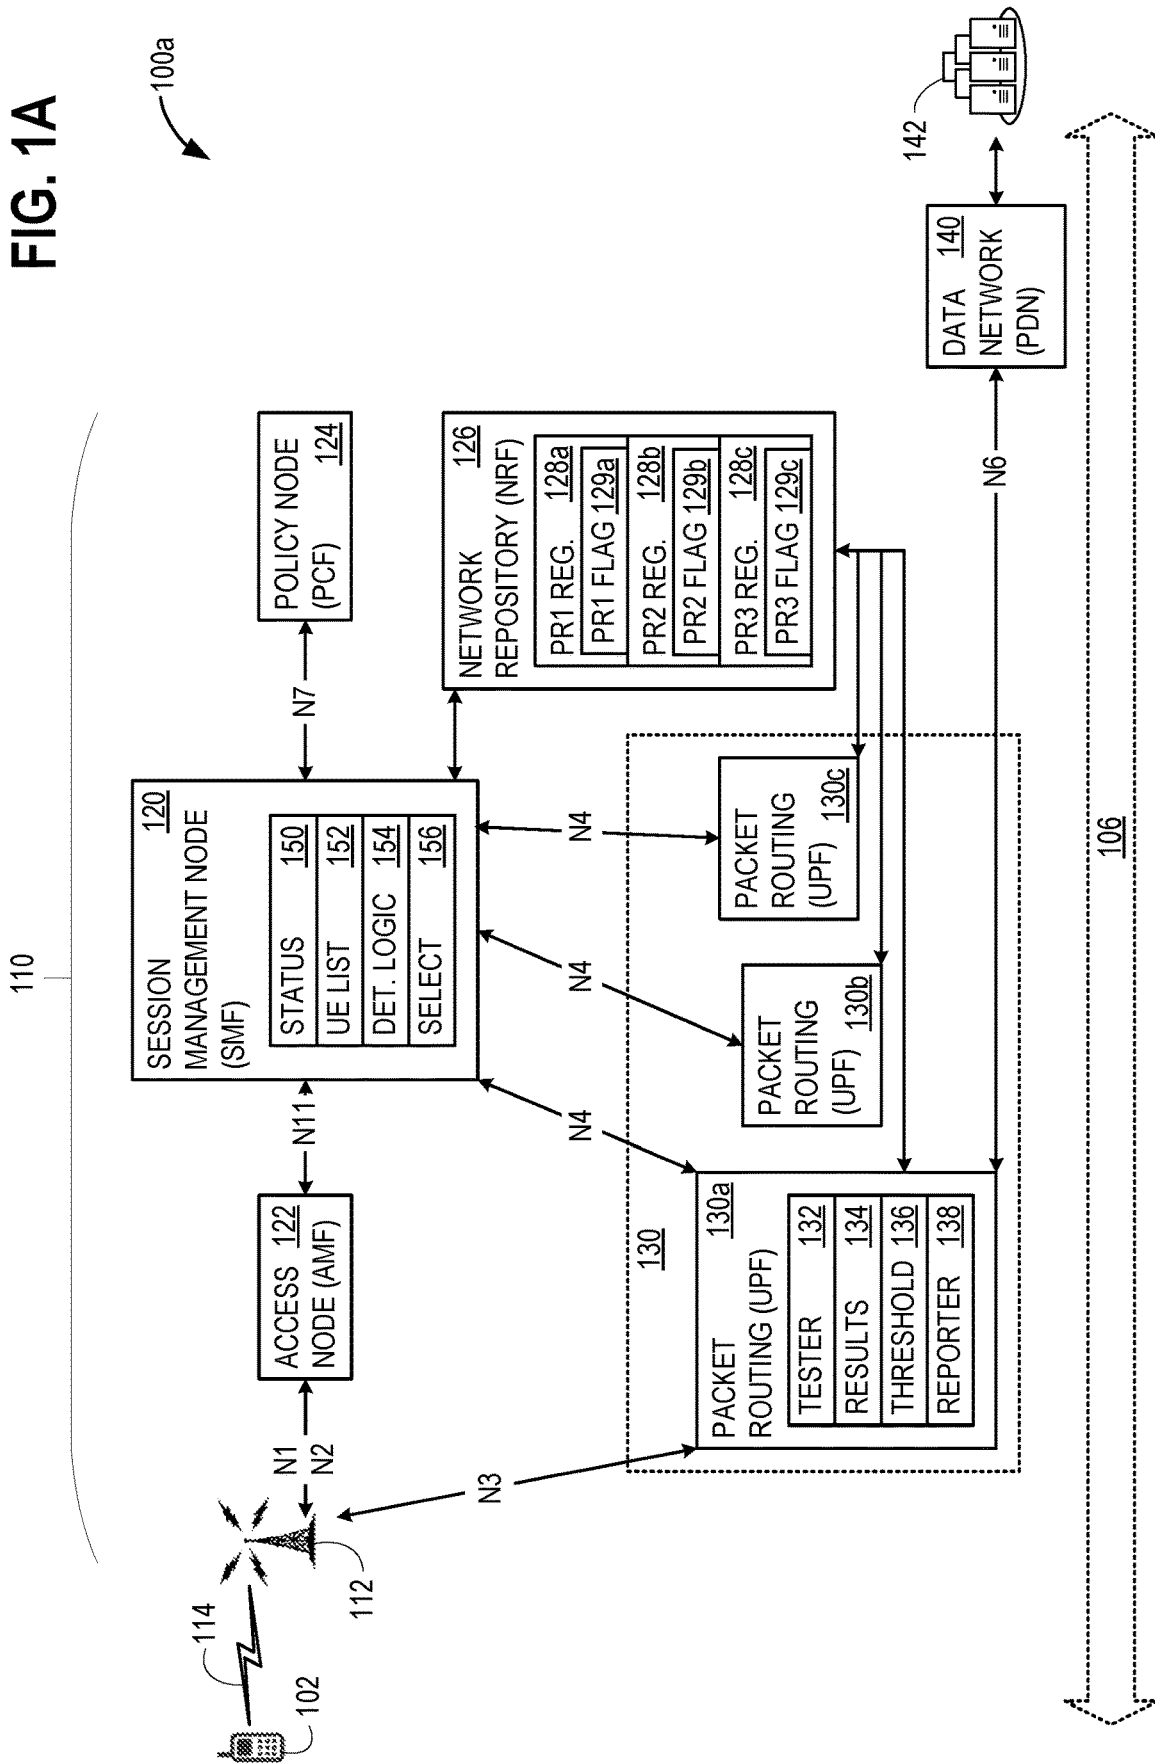 FIG. 1A
100a
110
SESSION 120
MANAGEMENT NODE
(SMF)
STATUS 150
UE LIST 152
DET. LOGIC 154
SELECT 156
ACCESS 122
NODE (AMF)
POLICY NODE
(PCF) 124
N1
N2
N11
N7
114
102
112
NETWORK 126
REPOSITORY (NRF)
PR1 REG. 128a
PR1 FLAG 129a
PR2 REG. 128b
PR2 FLAG 129b
PR3 REG. 128c
PR3 FLAG 129c
N3
N4
N4
N4
130
PACKET 130a
ROUTING (UPF)
TESTER 132
RESULTS 134
THRESHOLD 136
REPORTER 138
PACKET
ROUTING
(UPF) 130b
PACKET
ROUTING
(UPF) 130c
N6
DATA 140
NETWORK
(PDN)
142
106